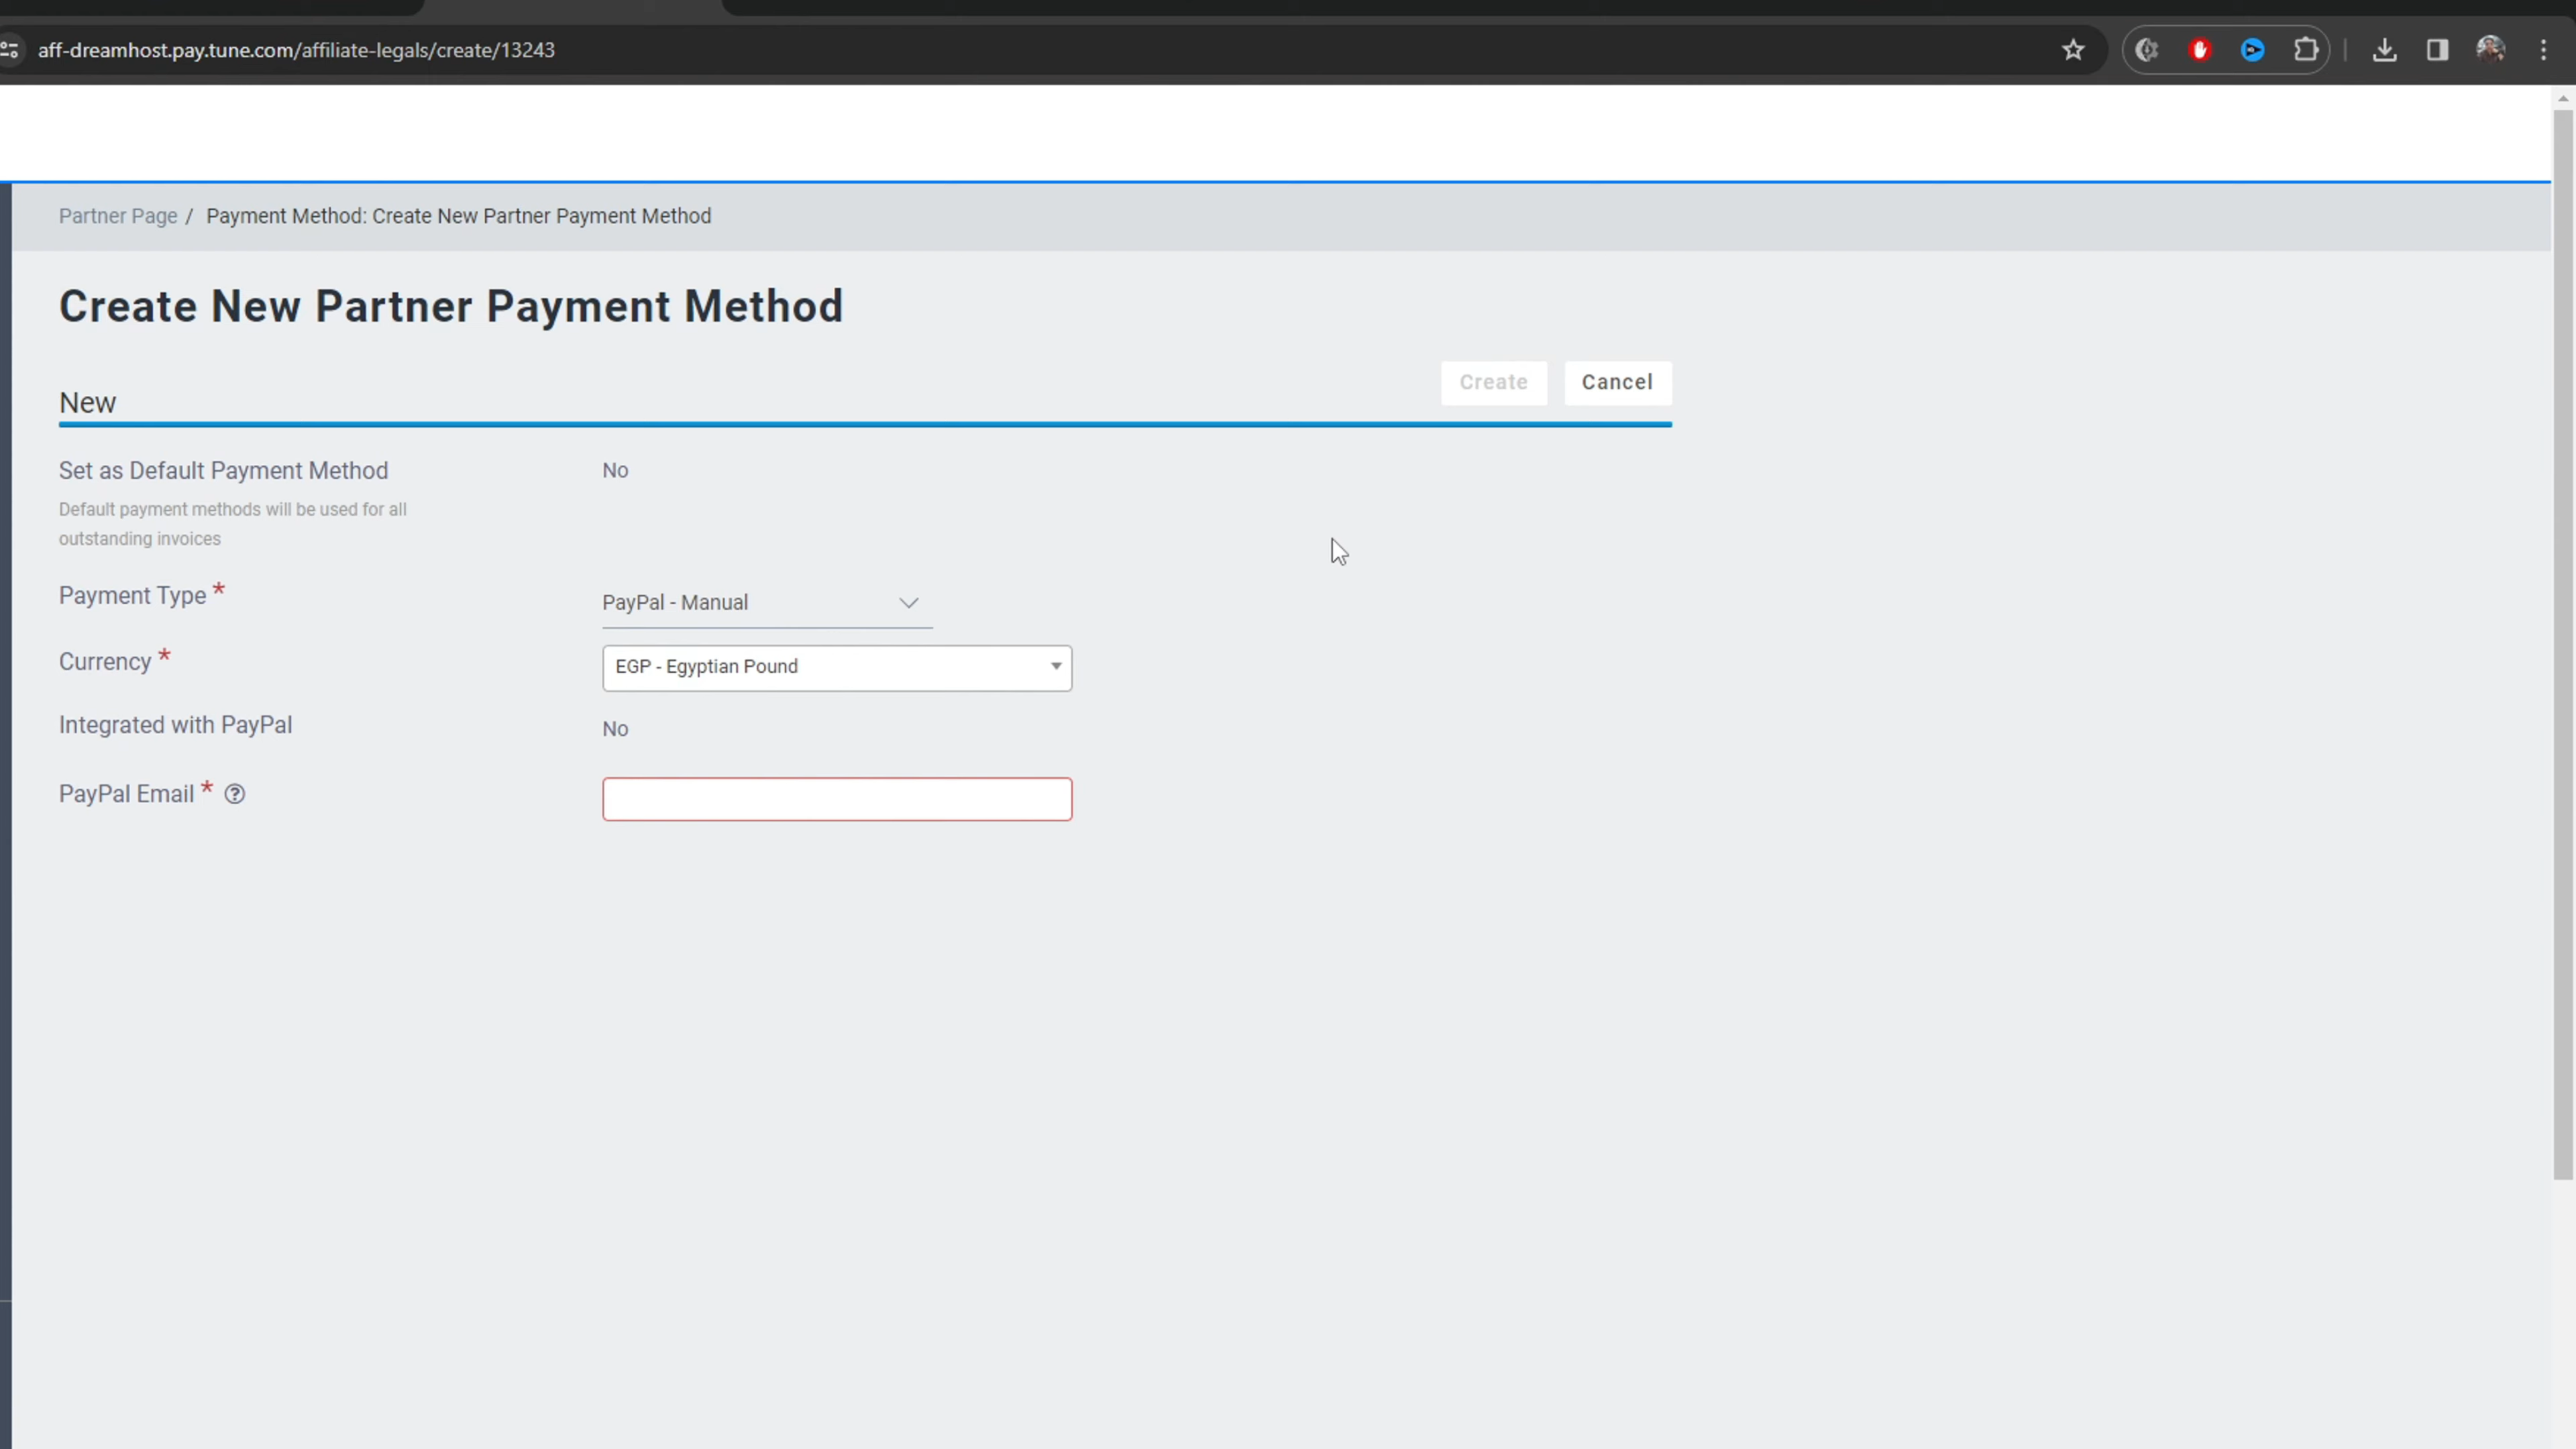 aff-dreamhost.pay.tune.com/affiliate-legals/create/13243
Partner Page / Payment Method: Create New Partner Payment Method
Create New Partner Payment Method
New
Create Cancel
Set as Default Payment Method No
Default payment methods will be used for all
outstanding invoices
Payment Type * PayPal - Manual
Currency * EGP - Egyptian Pound
Integrated with PayPal No
PayPal Email * ?